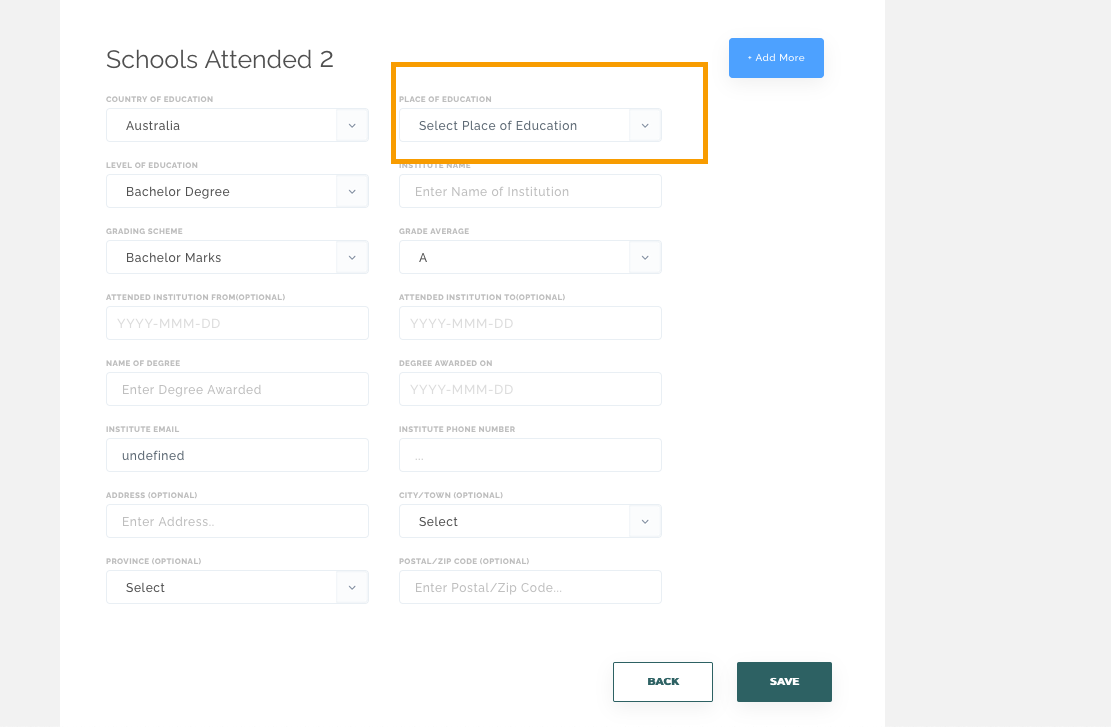 Schools Attended 2
+ Add More
COUNTRY OF EDUCATION
PLACE OF EDUCATION
Australia
Select Place of Education
LEVEL OF EDUCATION
INSTITUTE NAME
Bachelor Degree
Enter Name of Institution
GRADING SCHEME
GRADE AVERAGE
Bachelor Marks
A
ATTENDED INSTITUTION FROM(OPTIONAL)
ATTENDED INSTITUTION TO(OPTIONAL)
YYYY-MMM-DD
YYYY-MMM-DD
NAME OF DEGREE
DEGREE AWARDED ON
Enter Degree Awarded
YYYY-MMM-DD
INSTITUTE EMAIL
INSTITUTE PHONE NUMBER
undefined
...
ADDRESS (OPTIONAL)
CITY/TOWN (OPTIONAL)
Enter Address..
Select
PROVINCE (OPTIONAL)
POSTAL/ZIP CODE (OPTIONAL)
Select
Enter Postal/Zip Code...
BACK
SAVE